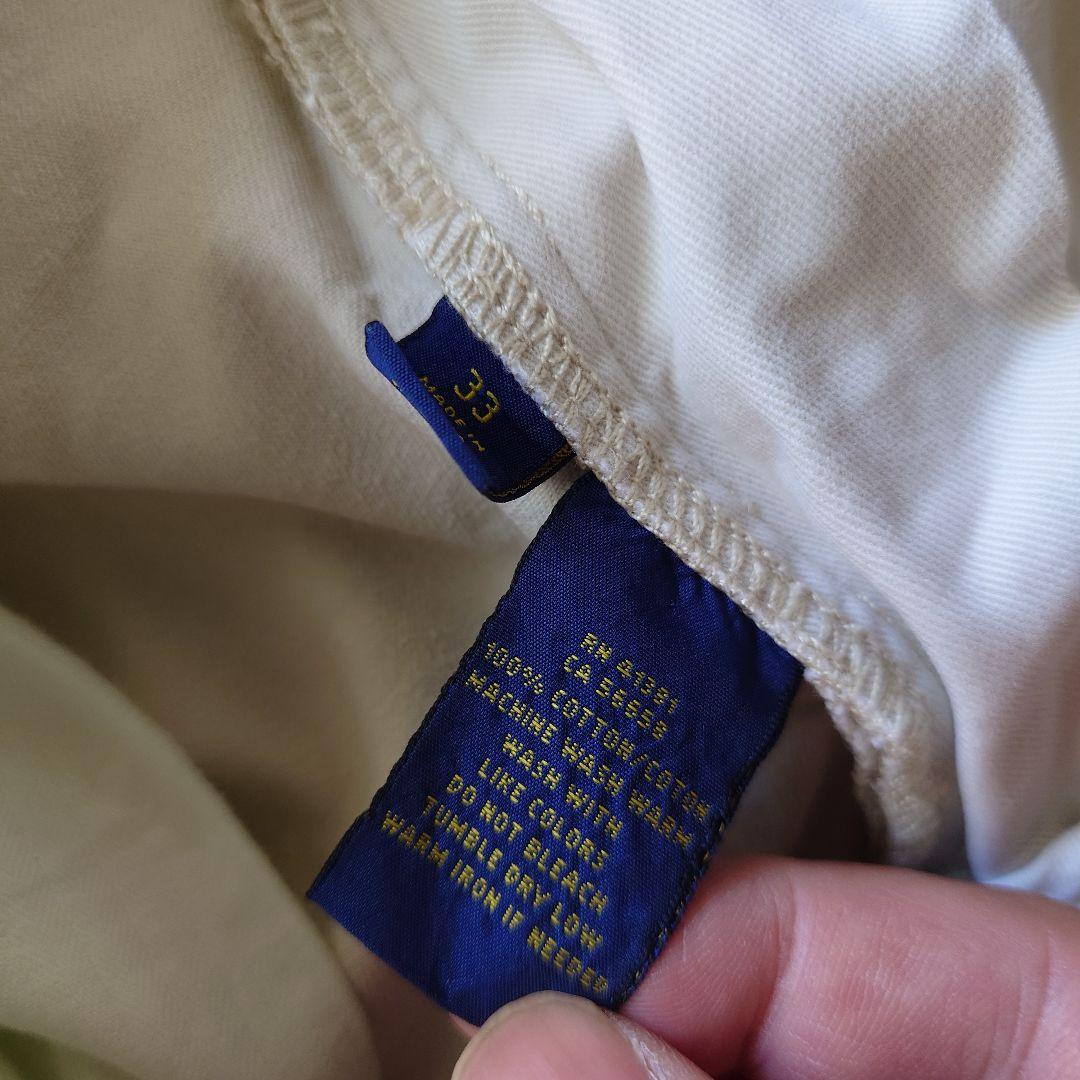 33
MADE IN
RN 41381
CA 56659
100% COTTON/COTON
MACHINE WASH WARM
WASH WITH
LIKE COLORS
DO NOT BLEACH
TUMBLE DRY LOW
WARM IRON IF NEEDED